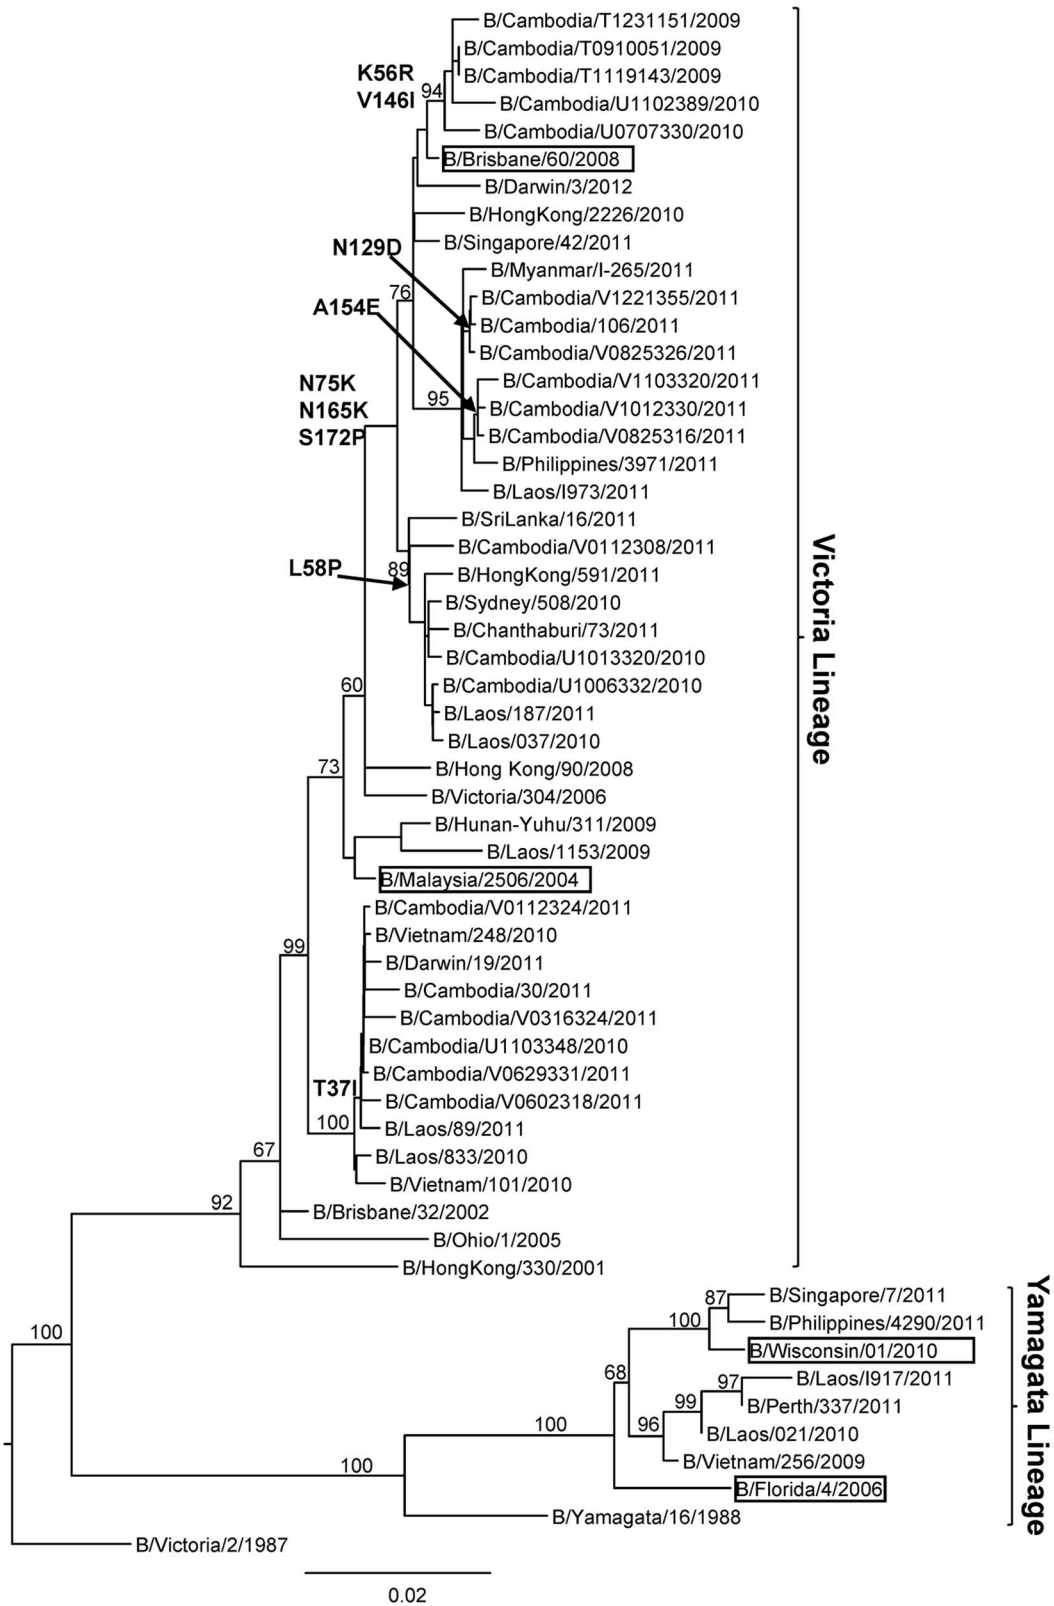 B/Cambodia/T1231151/2009
B/Cambodia/T0910051/2009
K56R
B/Cambodia/T1119143/2009
V146I
94
B/Cambodia/U1102389/2010
B/Cambodia/U0707330/2010
B/Brisbane/60/2008
B/Darwin/3/2012
B/HongKong/2226/2010
N129D
B/Singapore/42/2011
B/Myanmar/I-265/2011
76
B/Cambodia/V1221355/2011
A154E
B/Cambodia/106/2011
B/Cambodia/V0825326/2011
N75K
B/Cambodia/V1103320/2011
95
N165K
B/Cambodia/V1012330/2011
S172P
B/Cambodia/V0825316/2011
B/Philippines/3971/2011
B/Laos/I973/2011
B/SriLanka/16/2011
B/Cambodia/V0112308/2011
L58P
89
B/HongKong/591/2011
B/Sydney/508/2010
B/Chanthaburi/73/2011
B/Cambodia/U1013320/2010
60
B/Cambodia/U1006332/2010
B/Laos/187/2011
B/Laos/037/2010
73
B/Hong Kong/90/2008
B/Victoria/304/2006
B/Hunan-Yuhu/311/2009
B/Laos/1153/2009
B/Malaysia/2506/2004
B/Cambodia/V0112324/2011
B/Vietnam/248/2010
99
B/Darwin/19/2011
B/Cambodia/30/2011
B/Cambodia/V0316324/2011
B/Cambodia/U1103348/2010
B/Cambodia/V0629331/2011
T37I
B/Cambodia/V0602318/2011
100
B/Laos/89/2011
67
B/Laos/833/2010
B/Vietnam/101/2010
92
B/Brisbane/32/2002
B/Ohio/1/2005
B/HongKong/330/2001
Victoria Lineage
87
B/Singapore/7/2011
100
B/Philippines/4290/2011
100
B/Wisconsin/01/2010
68
97
B/Laos/I917/2011
99
B/Perth/337/2011
100
96
B/Laos/021/2010
100
B/Vietnam/256/2009
B/Florida/4/2006
B/Yamagata/16/1988
Yamagata Lineage
B/Victoria/2/1987
0.02